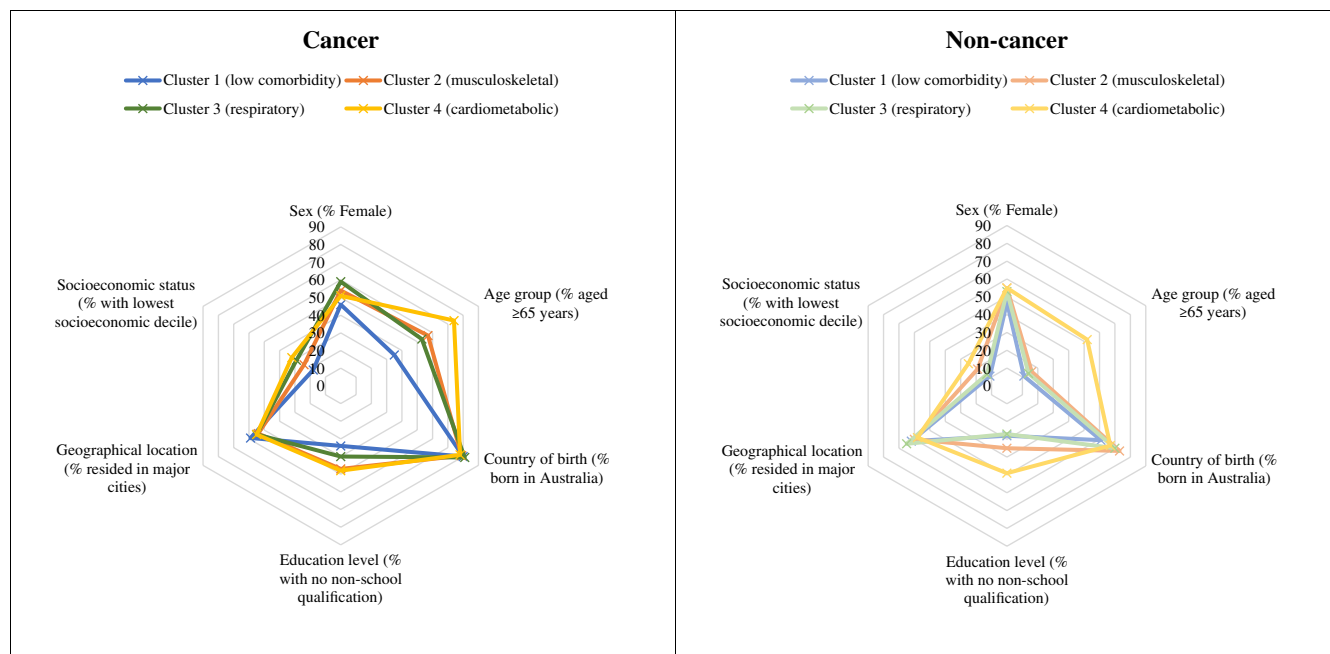 Cancer
Cluster 1 (low comorbidity) Cluster 2 (musculoskeletal)
Cluster 3 (respiratory) Cluster 4 (cardiometabolic)
Sex (% Female)
90
80
70
60
50
40
30
20
10
0
Age group (% aged
≥65 years)
Country of birth (%
born in Australia)
Education level (%
with no non-school
qualification)
Geographical location
(% resided in major
cities)
Socioeconomic status
(% with lowest
socioeconomic decile)
Non-cancer
Cluster 1 (low comorbidity) Cluster 2 (musculoskeletal)
Cluster 3 (respiratory) Cluster 4 (cardiometabolic)
Sex (% Female)
90
80
70
60
50
40
30
20
10
0
Age group (% aged
≥65 years)
Country of birth (%
born in Australia)
Education level (%
with no non-school
qualification)
Geographical location
(% resided in major
cities)
Socioeconomic status
(% with lowest
socioeconomic decile)